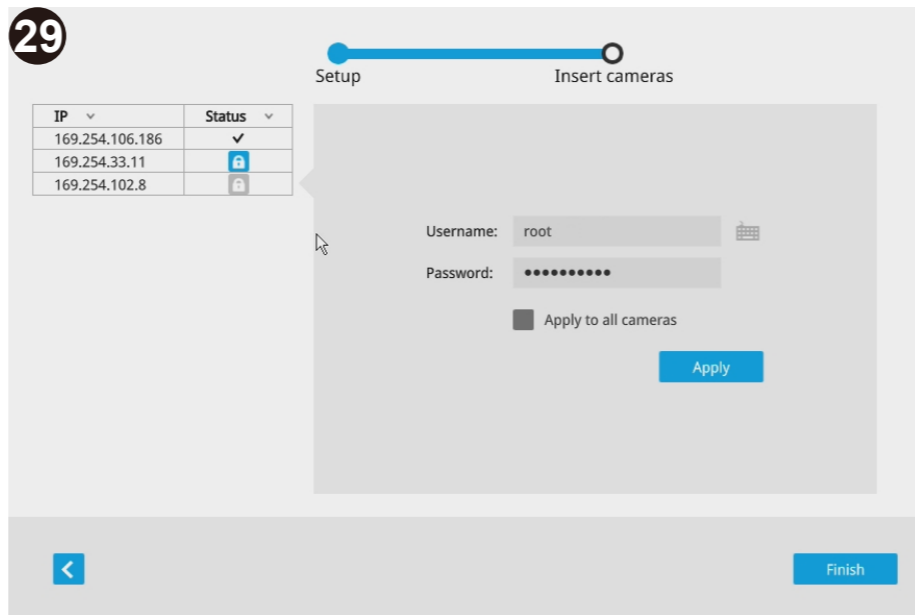 29
Setup Insert cameras
IP Status
169.254.106.186
169.254.33.11
169.254.102.8
Username: root
Password: ●●●●●●●●●●
Apply to all cameras
Apply
Finish